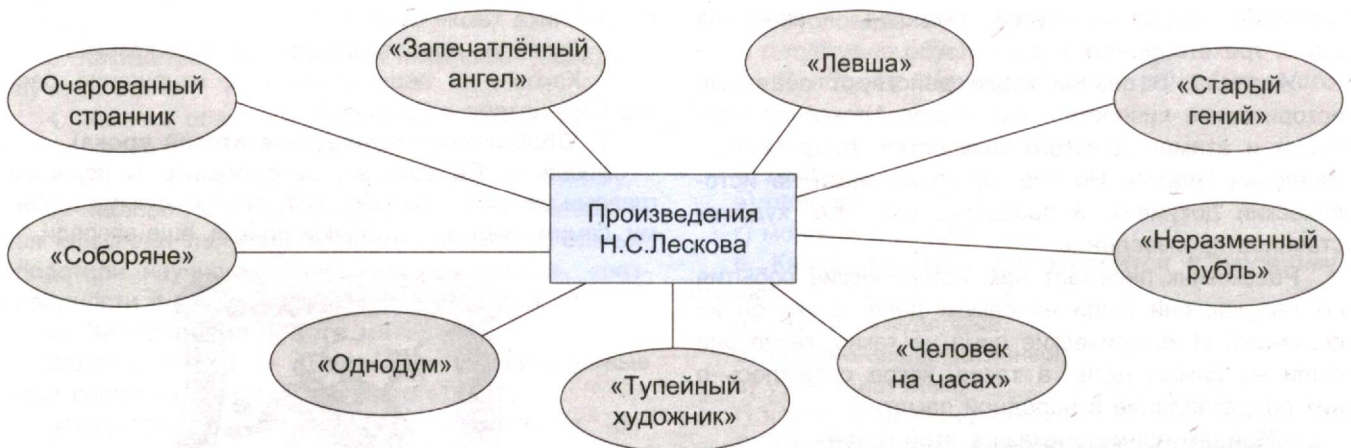 «Запечатлённый
ангел»
«Левша»
Очарованный
странник
«Старый
гений»
Произведения
Н.С.Лескова
«Соборяне»
«Неразменный
рубль»
«Однодум»
«Тупейный
художник»
«Человек
на часах»